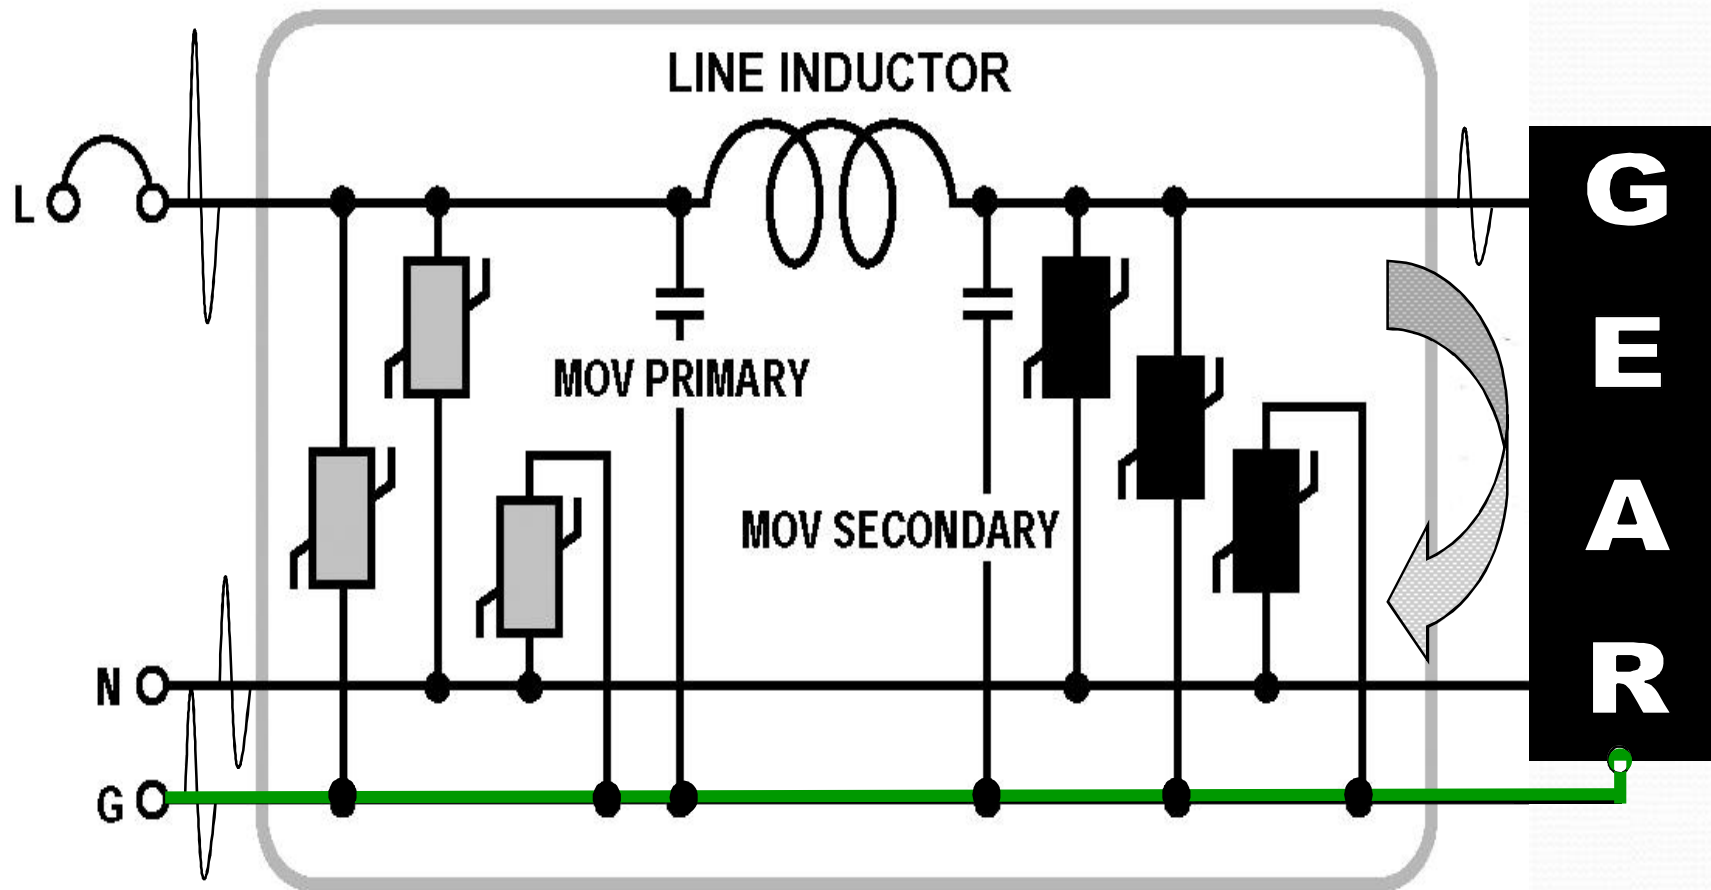 LINE INDUCTOR
L
MOV PRIMARY
MOV SECONDARY
N
G
G
E
A
R